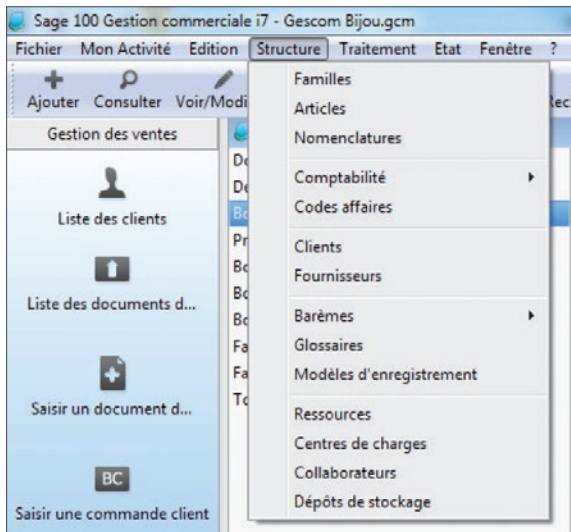 Sage 100 Gestion commerciale i7 - Gescom Bijou.gcm
Fichier Mon Activité Edition Structure Traitement Etat Fenêtre ?
Ajouter Consulter Voir/Modi
Gestion des ventes
Liste des clients
Liste des documents d...
Saisir un document d...
BC
Saisir une commande client
Familles
Articles
Nomenclatures
Comptabilité
Codes affaires
Clients
Fournisseurs
Barèmes
Glossaires
Modèles d'enregistrement
Ressources
Centres de charges
Collaborateurs
Dépôts de stockage